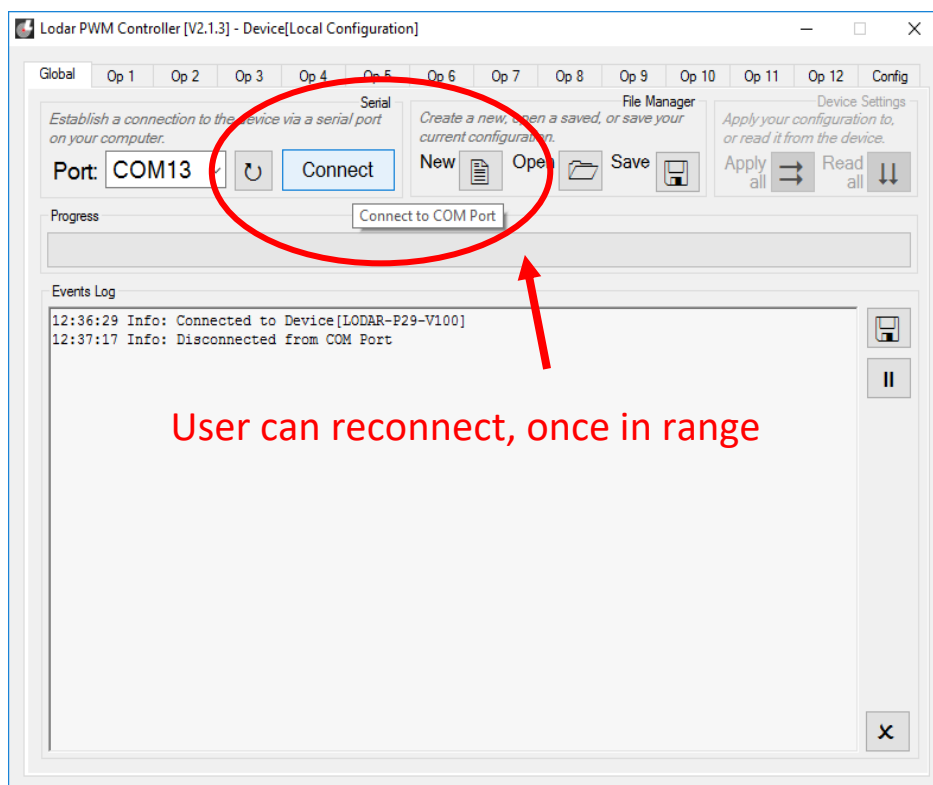 Lodar PWM Controller [V2.1.3] - Device[Local Configuration]
Global Op 1 Op 2 Op 3 Op 4 Op 5 Op 6 Op 7 Op 8 Op 9 Op 10 Op 11 Op 12 Config
Serial
Establish a connection to the device via a serial port
on your computer.
Port: COM13 Connect
File Manager
Create a new, open a saved, or save your
current configuration.
New Open Save
Device Settings
Apply your configuration to,
or read it from the device.
Apply all Read all
Connect to COM Port
Progress
Events Log
12:36:29 Info: Connected to Device[LODAR-P29-V100]
12:37:17 Info: Disconnected from COM Port
User can reconnect, once in range